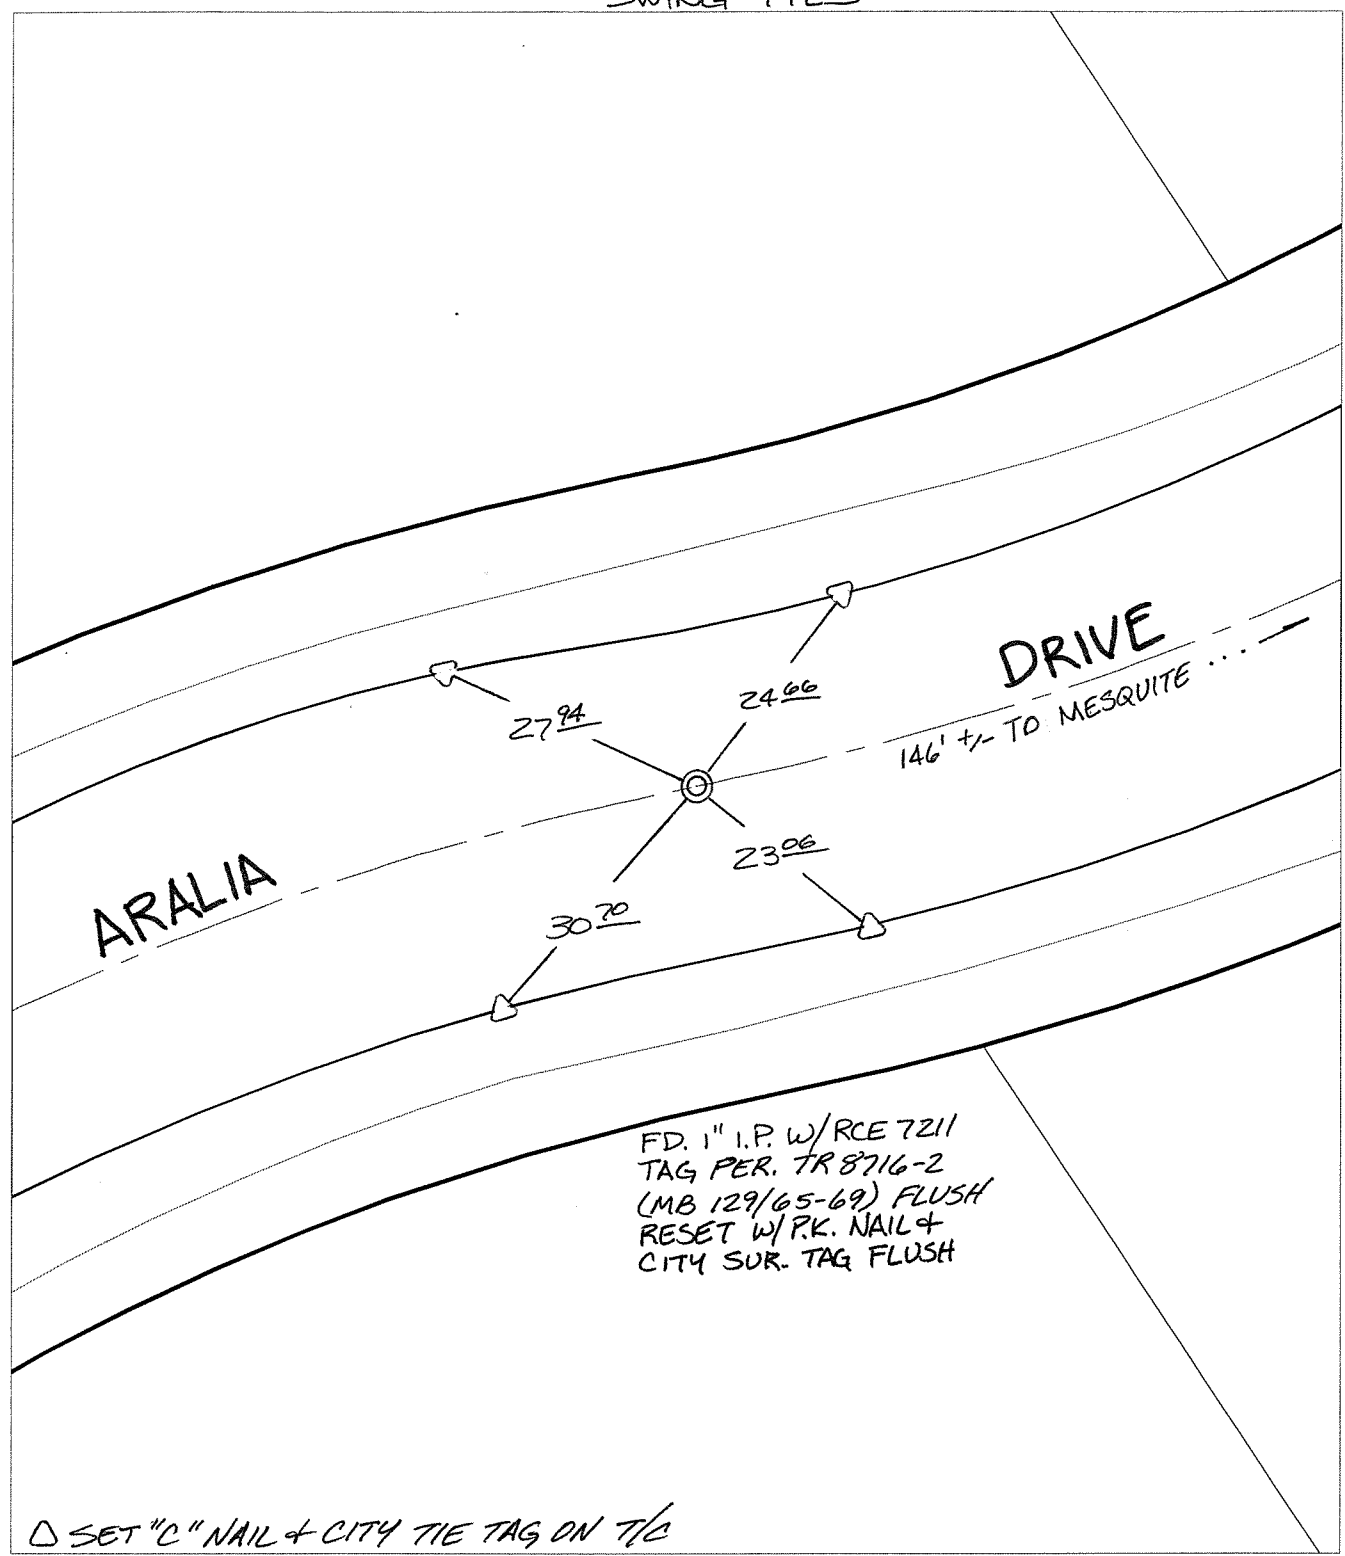 SWING TIES
DRIVE
24 66
27 94
146' +/- TO MESQUITE ...
23 06
ARALIA
30 70
FD. 1" I.P. W/RCE 7211
TAG PER. TR 8716-2
(MB 129/65-69) FLUSH
RESET W/P.K. NAIL &
CITY SUR. TAG FLUSH
△ SET "C" NAIL & CITY TIE TAG ON T/C